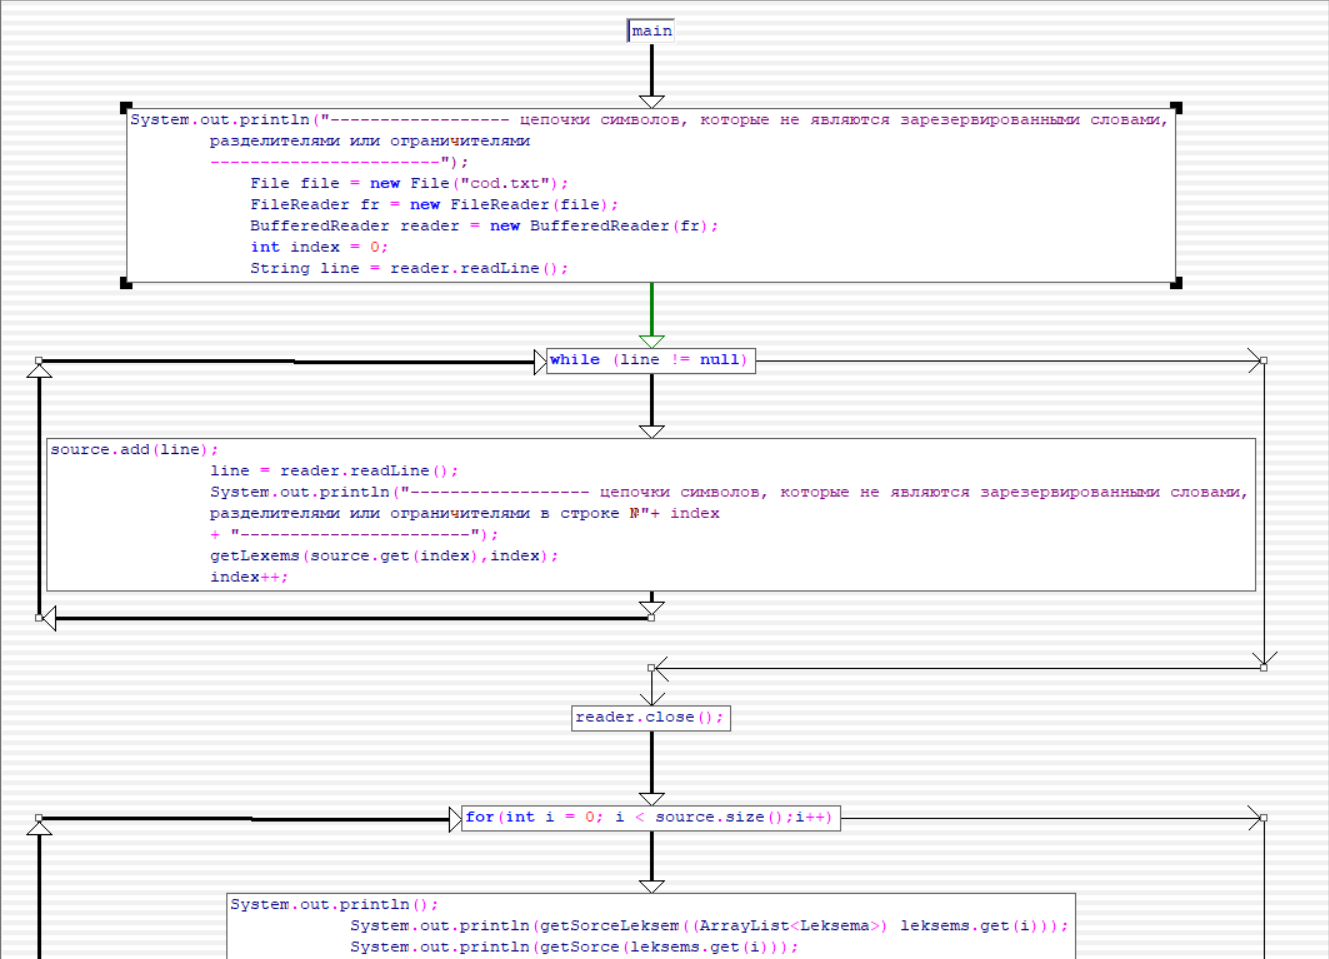 main
System.out.println("------------------ цепочки символов, которые не являются зарезервированными словами,
разделителями или ограничителями
-----------------------");
File file = new File("cod.txt");
FileReader fr = new FileReader(file);
BufferedReader reader = new BufferedReader(fr);
int index = 0;
String line = reader.readLine();
while (line != null)
source.add(line);
line = reader.readLine();
System.out.println("------------------ цепочки символов, которые не являются зарезервированными словами,
разделителями или ограничителями в строке №"+ index
+ "-----------------------");
getLexems(source.get(index),index);
index++;
reader.close();
for(int i = 0; i < source.size();i++)
System.out.println();
System.out.println(getSorceLeksem((ArrayList<Leksema>) leksems.get(i)));
System.out.println(getSorce(leksems.get(i)));